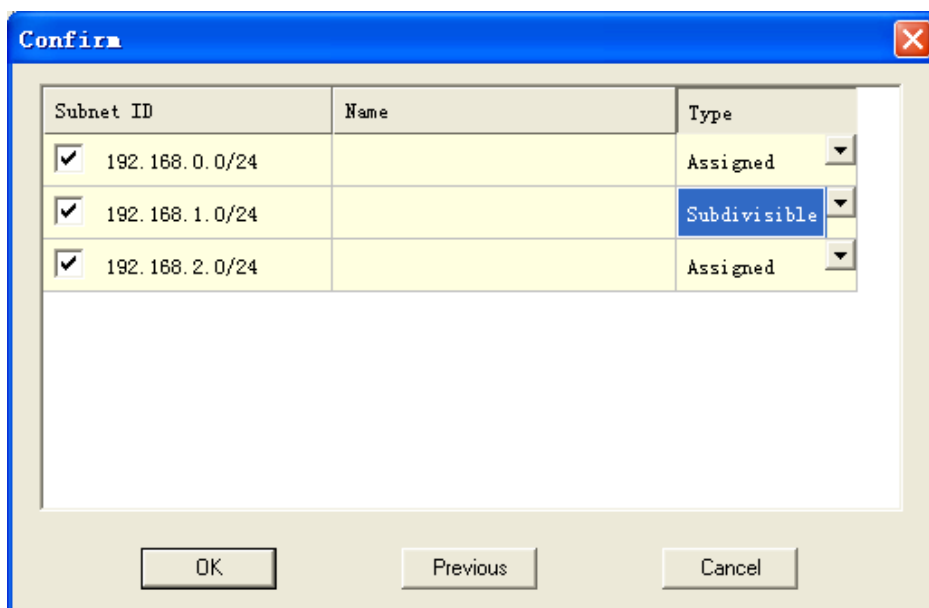 Confirm
Subnet ID Name Type
192.168.0.0/24 Assigned
192.168.1.0/24 Subdivisible
192.168.2.0/24 Assigned
OK Previous Cancel